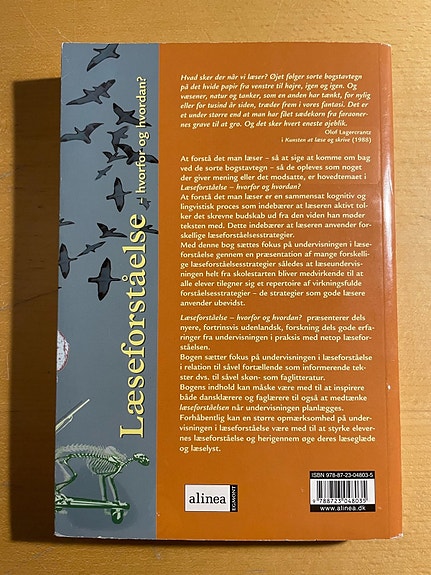 Læseforståelse – hvorfor og hvordan?
Hvad sker der når vi læser? Øjet følger sorte bogstavtegn
på det hvide papir fra venstre til højre, igen og igen. Og
væsener, natur og tanker, som en anden har tænkt, for nylig
eller for tusind år siden, træder frem i vores fantasi. Det er
et under større end at man har fået sædekorn fra faraoner-
nes grave til at gro. Og det sker hvert eneste øjeblik.
Olof Lagercrantz
i Kunsten at læse og skrive (1988)
At forstå det man læser – så at sige at komme om bag
ved de sorte bogstavtegn – så de opleves som noget
der giver mening eller det modsatte, er hovedtemaet i
Læseforståelse – hvorfor og hvordan?
At forstå det man læser er en sammensat kognitiv og
lingvistisk proces som indebærer at læseren aktivt tol-
ker det skrevne budskab ud fra den viden han møder
teksten med. Dette indebærer at læseren anvender for-
skellige læseforståelsesstrategier.
Med denne bog sættes fokus på undervisningen i læse-
forståelse gennem en præsentation af mange forskelli-
ge læseforståelsesstrategier således at læseundervis-
ningen helt fra skolestarten bliver medvirkende til at
alle elever tilegner sig et repertoire af virkningsfulde
forståelsesstrategier – de strategier som gode læsere
anvender ubevidst.
Læseforståelse – hvorfor og hvordan? præsenterer dels
nyere, fortrinsvis udenlandsk, forskning dels gode erfa-
ringer fra undervisningen i praksis med netop læsefor-
ståelsen.
Bogen sætter fokus på undervisningen i læseforståelse
i relation til såvel fortællende som informerende tek-
ster dvs. til såvel skøn- som faglitteratur.
Bogens indhold kan måske være med til at inspirere
både dansklærere og faglærere til også at medtænke
læseforståelsen når undervisningen planlægges.
Forhåbentlig kan en større opmærksomhed på under-
visningen i læseforståelse være med til at styrke elever-
nes læseforståelse og herigennem øge deres læseglæde
og læselyst.
alinea
EGMONT
ISBN 978-87-23-04803-5
9 788723 048035
www.alinea.dk